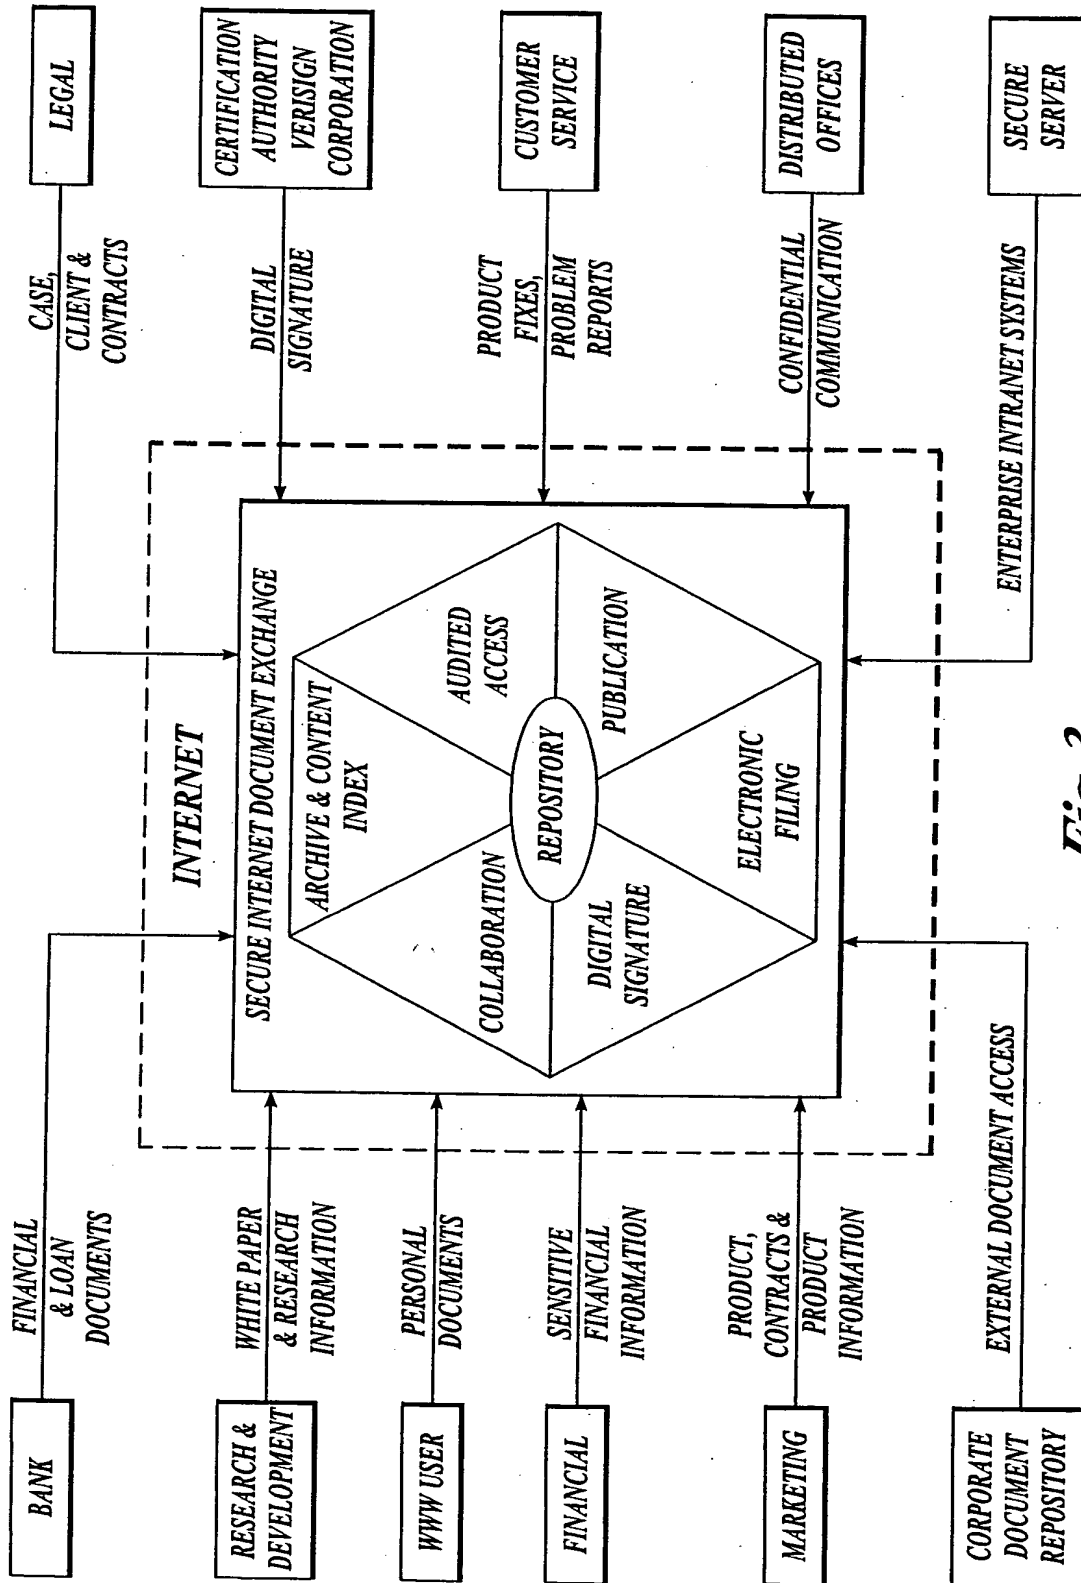 BANK
FINANCIAL
& LOAN
DOCUMENTS
RESEARCH &
DEVELOPMENT
WHITE PAPER
& RESEARCH
INFORMATION
WWW USER
PERSONAL
DOCUMENTS
FINANCIAL
SENSITIVE
FINANCIAL
INFORMATION
MARKETING
PRODUCT,
CONTRACTS &
PRODUCT
INFORMATION
CORPORATE
DOCUMENT
REPOSITORY
EXTERNAL DOCUMENT ACCESS
INTERNET
SECURE INTERNET DOCUMENT EXCHANGE
ARCHIVE & CONTENT
INDEX
COLLABORATION
AUDITED
ACCESS
REPOSITORY
DIGITAL
SIGNATURE
PUBLICATION
ELECTRONIC
FILING
CASE,
CLIENT &
CONTRACTS
LEGAL
DIGITAL
SIGNATURE
CERTIFICATION
AUTHORITY
VERISIGN
CORPORATION
PRODUCT
FIXES,
PROBLEM
REPORTS
CUSTOMER
SERVICE
CONFIDENTIAL
COMMUNICATION
DISTRIBUTED
OFFICES
ENTERPRISE INTRANET SYSTEMS
SECURE
SERVER